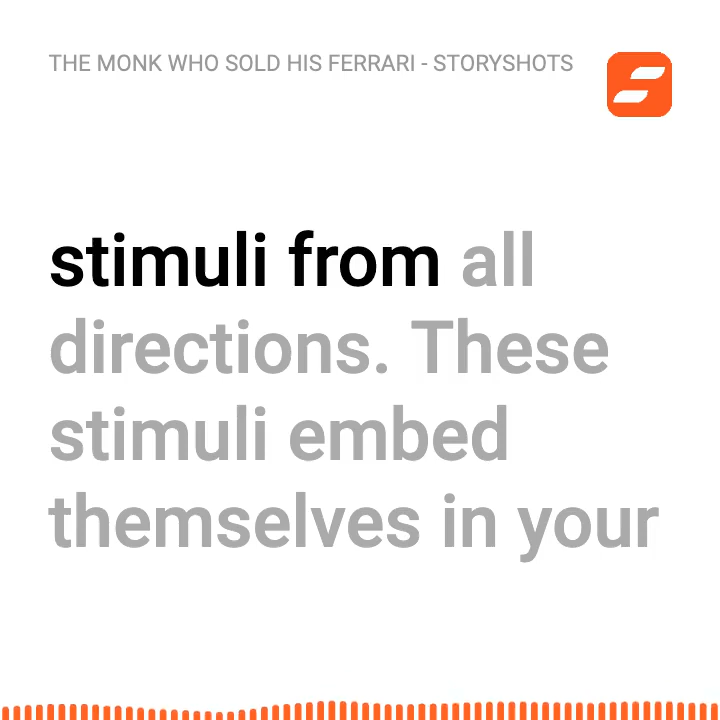 THE MONK WHO SOLD HIS FERRARI - STORYSHOTS
stimuli from all
directions. These
stimuli embed
themselves in your